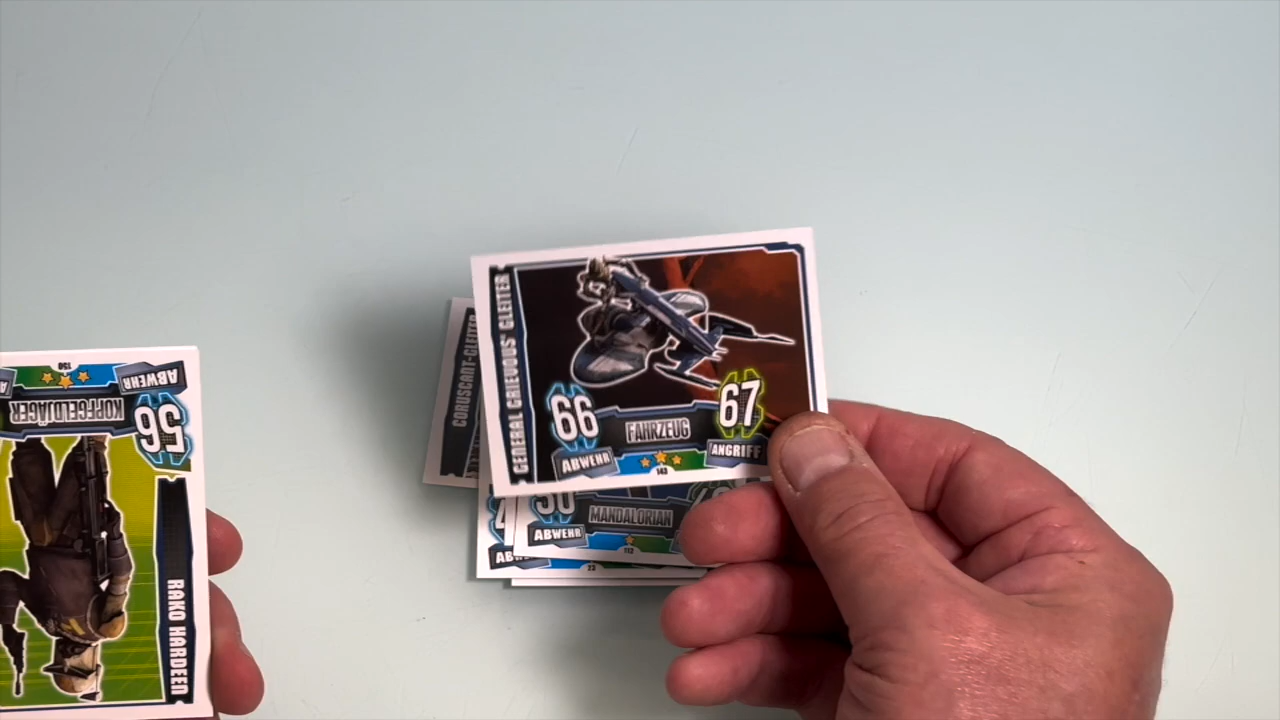 GENERAL GRIEVOUS' GLEITER
66
67
FAHRZEUG
ABWEHR
ANGRIFF
143
CORUSCANT-GLEITER
50
MANDALORIAN
ABWEHR
112
23
150
ABWEHR
KOPFGELDJÄGER
56
RAKO HARDEEN